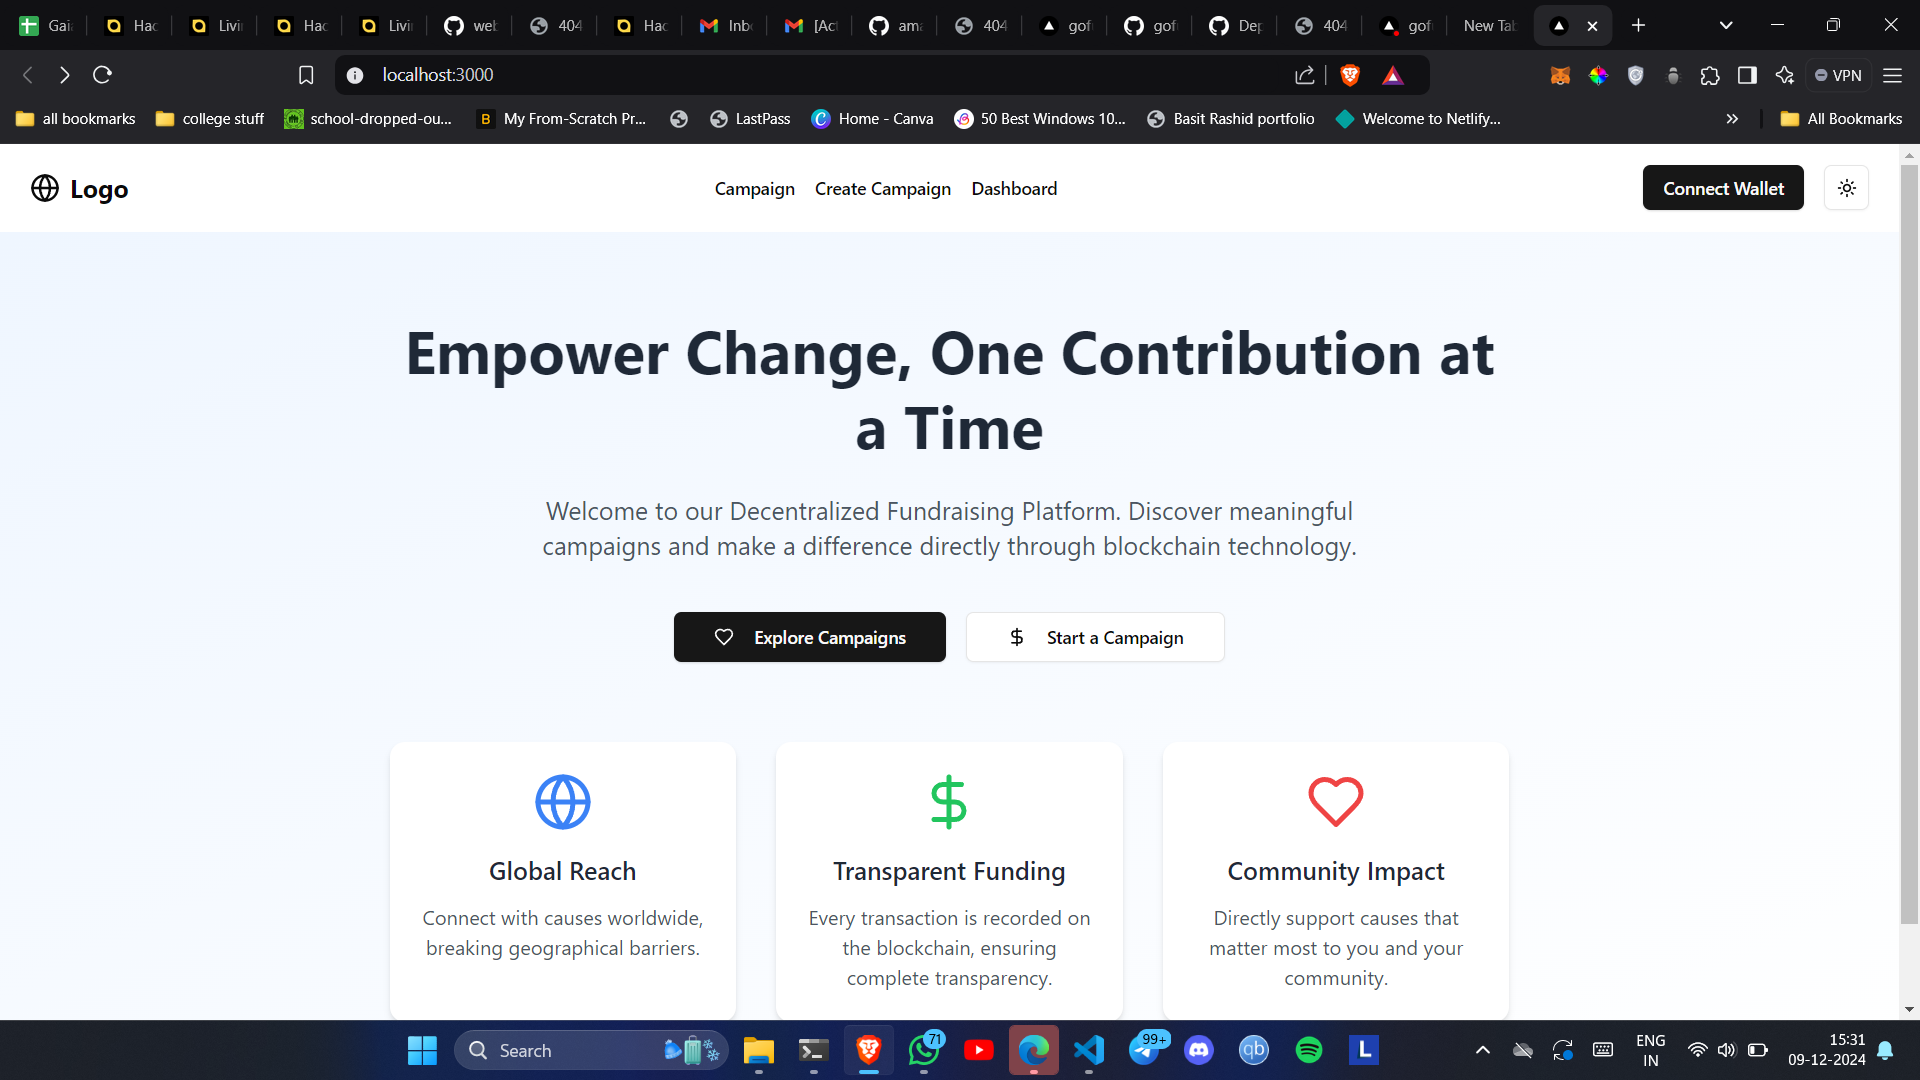 Gai
Hac
Livi
Hac
Livi
web
404
Hac
Inb
[Act
ama
404
gof
gof
Dep
404
gof
New Tab
localhost:3000
VPN
all bookmarks
college stuff
school-dropped-ou...
My From-Scratch Pr...
LastPass
Home - Canva
50 Best Windows 10...
Basit Rashid portfolio
Welcome to Netlify...
All Bookmarks
Logo
Campaign
Create Campaign
Dashboard
Connect Wallet
Empower Change, One Contribution at
a Time
Welcome to our Decentralized Fundraising Platform. Discover meaningful
campaigns and make a difference directly through blockchain technology.
Explore Campaigns
Start a Campaign
Global Reach
Connect with causes worldwide,
breaking geographical barriers.
Transparent Funding
Every transaction is recorded on
the blockchain, ensuring
complete transparency.
Community Impact
Directly support causes that
matter most to you and your
community.
Search
71
99+
qb
L
ENG
IN
15:31
09-12-2024